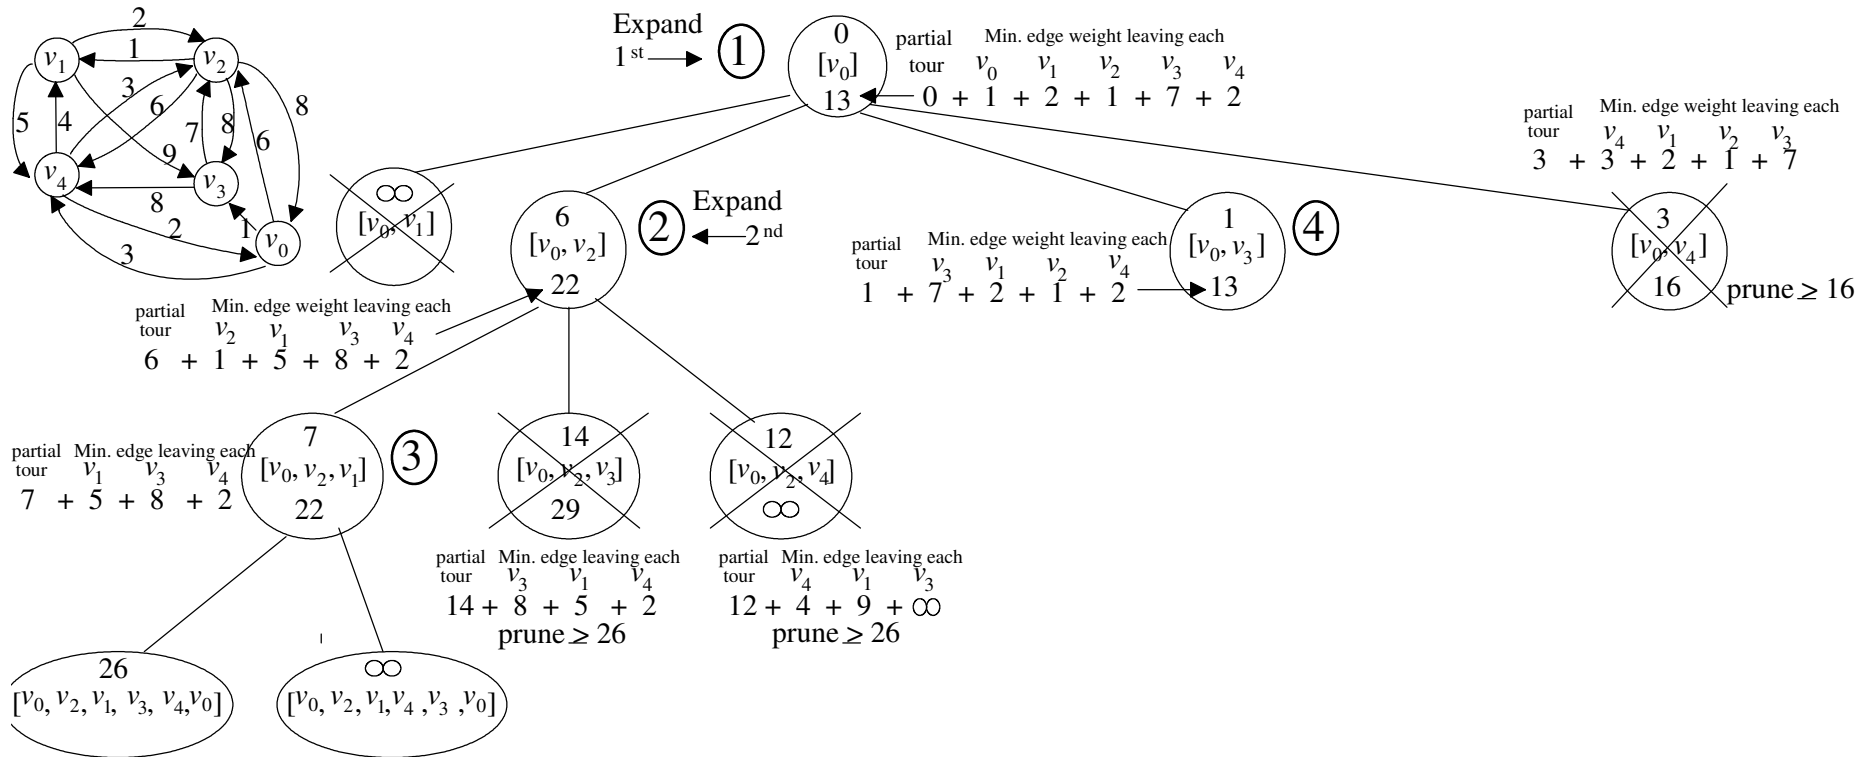 2
v1
1
v2
3
6
8
5
4
7
8
6
9
v4
v3
8
1
2
v0
3
Expand
1st
1
0
[v0]
13
partial
tour
Min. edge weight leaving each
v0 v1 v2 v3 v4
0 + 1 + 2 + 1 + 7 + 2
∞
[v0, v1]
6
[v0, v2]
22
2
Expand
2nd
partial
tour
Min. edge weight leaving each
v2 v1 v3 v4
6 + 1 + 5 + 8 + 2
1
[v0, v3]
13
4
partial
tour
Min. edge weight leaving each
v3 v1 v2 v4
1 + 7 + 2 + 1 + 2
partial
tour
Min. edge weight leaving each
v4 v1 v2 v3
3 + 3 + 2 + 1 + 7
3
[v0, v4]
16
prune ≥ 16
partial
tour
Min. edge leaving each
v1 v3 v4
7 + 5 + 8 + 2
7
[v0, v2, v1]
22
3
14
[v0, v2, v3]
29
partial
tour
Min. edge leaving each
v3 v1 v4
14 + 8 + 5 + 2
prune ≥ 26
12
[v0, v2, v4]
∞
partial
tour
Min. edge leaving each
v4 v1 v3
12 + 4 + 9 + ∞
prune ≥ 26
26
[v0, v2, v1, v3, v4,v0]
∞
[v0, v2, v1,v4 ,v3 ,v0]